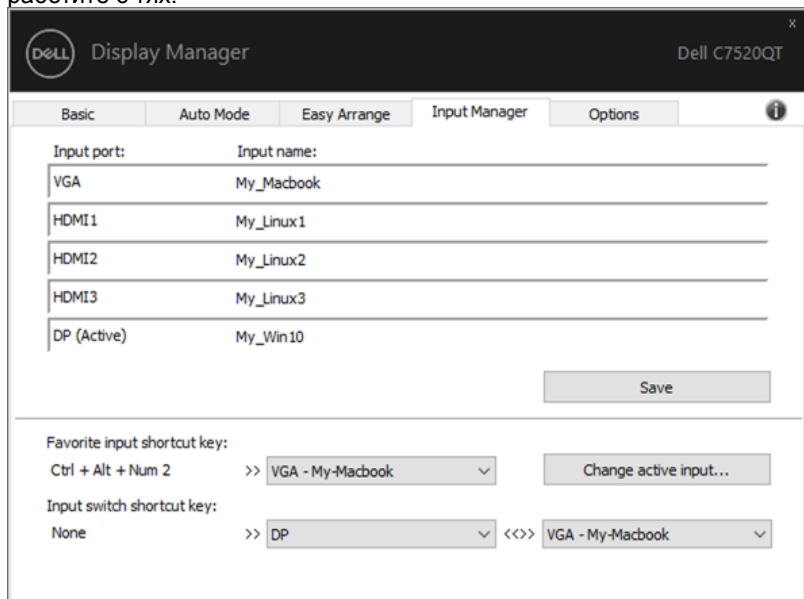 работите с тях.
x
DELL Display Manager Dell C7520QT
Basic Auto Mode Easy Arrange Input Manager Options i
Input port: Input name:
VGA My_Macbook
HDMI1 My_Linux1
HDMI2 My_Linux2
HDMI3 My_Linux3
DP (Active) My_Win10
Save
Favorite input shortcut key:
Ctrl + Alt + Num 2 >> VGA - My-Macbook Change active input...
Input switch shortcut key:
None >> DP <<>> VGA - My-Macbook